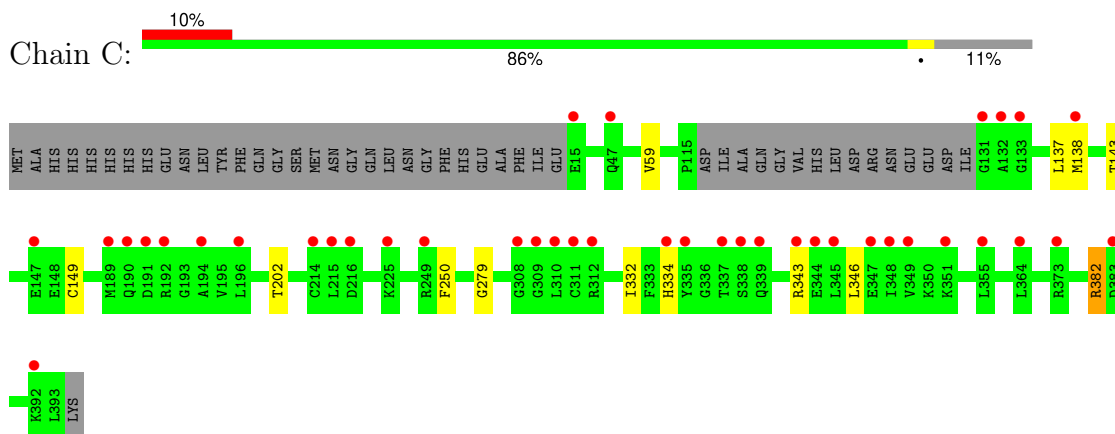 10%
Chain C:
86% • 11%
MET ALA HIS HIS HIS HIS HIS HIS GLU ASN LEU TYR PHE GLN GLY SER MET ASN GLY GLN LEU ASN GLY PHE HIS GLU ALA PHE ILE GLU E15 Q47 V59 P115 ASP ILE ALA GLN GLY VAL HIS LEU ASP ARG ASN GLU GLU ASP ILE G131 A132 G133 L137 M138 T143
E147 E148 C149 M189 Q190 D191 R192 G193 A194 V195 L196 T202 C214 L215 D216 K225 R249 F250 G279 G308 G309 L310 C311 R312 I332 F333 H334 Y335 G336 T337 S338 Q339 R343 E344 L345 L346 E347 I348 V349 K350 K351 L355 L364 R373 R382
K392 L393 LYS